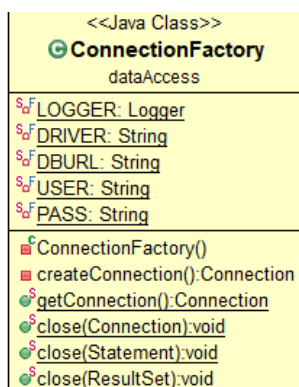 <<Java Class>>
ConnectionFactory
dataAccess
LOGGER: Logger
DRIVER: String
DBURL: String
USER: String
PASS: String
ConnectionFactory()
createConnection():Connection
getConnection():Connection
close(Connection):void
close(Statement):void
close(ResultSet):void